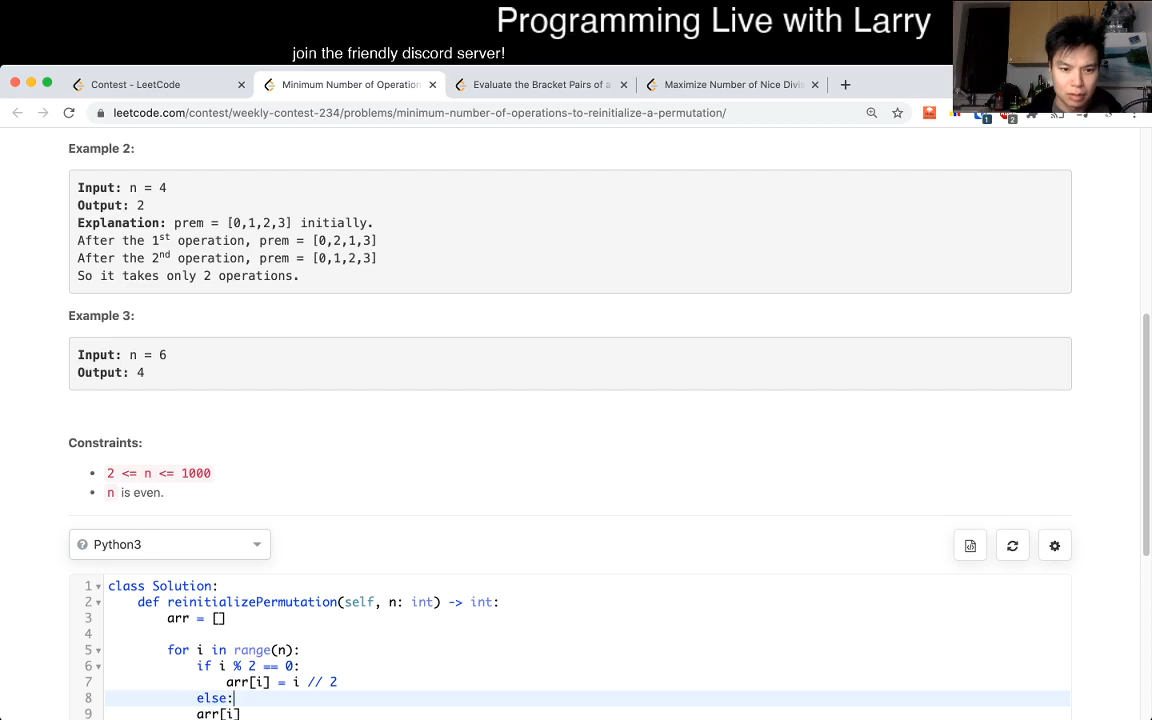 Programming Live with Larry
join the friendly discord server!
Contest - LeetCode
Minimum Number of Operation
Evaluate the Bracket Pairs of a
Maximize Number of Nice Divis
leetcode.com/contest/weekly-contest-234/problems/minimum-number-of-operations-to-reinitialize-a-permutation/
1
2
Example 2:
Input: n = 4
Output: 2
Explanation: prem = [0,1,2,3] initially.
After the 1st operation, prem = [0,2,1,3]
After the 2nd operation, prem = [0,1,2,3]
So it takes only 2 operations.
Example 3:
Input: n = 6
Output: 4
Constraints:
• 2 <= n <= 1000
• n is even.
Python3
1 class Solution:
2 def reinitializePermutation(self, n: int) -> int:
3 arr = []
4
5 for i in range(n):
6 if i % 2 == 0:
7 arr[i] = i // 2
8 else:
9 arr[i]